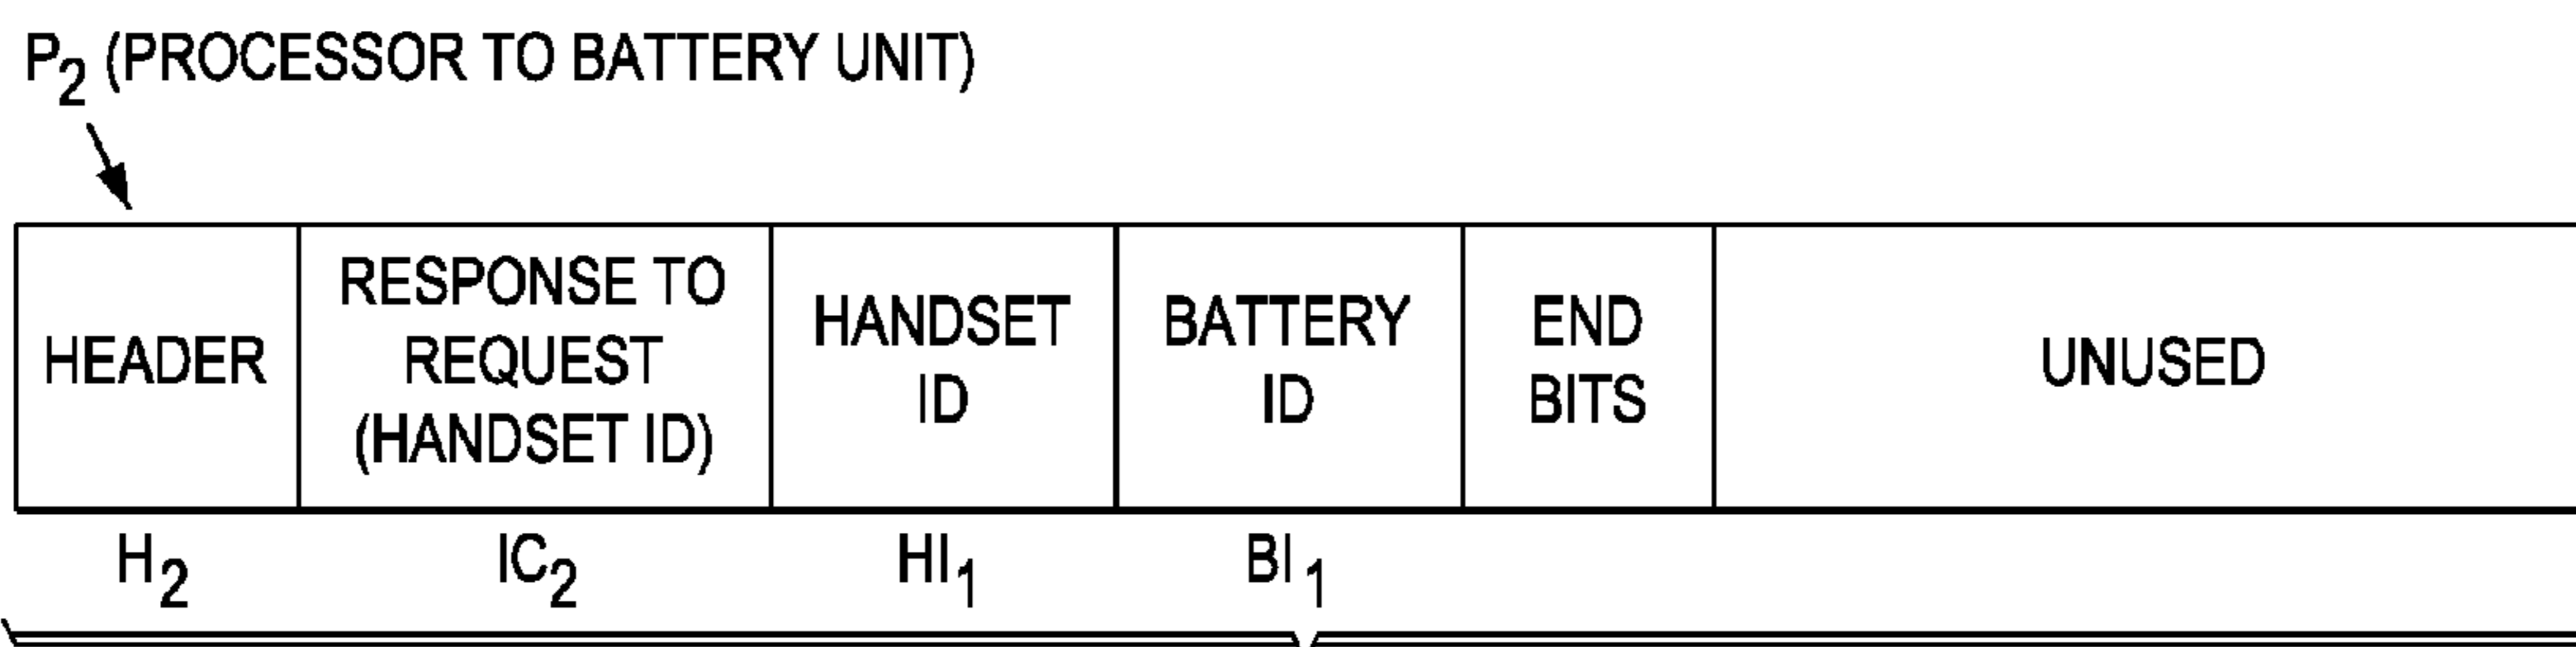 P2 (PROCESSOR TO BATTERY UNIT)
HEADER
RESPONSE TO
REQUEST
(HANDSET ID)
HANDSET
ID
BATTERY
ID
END
BITS
UNUSED
H2
IC2
HI1
BI1